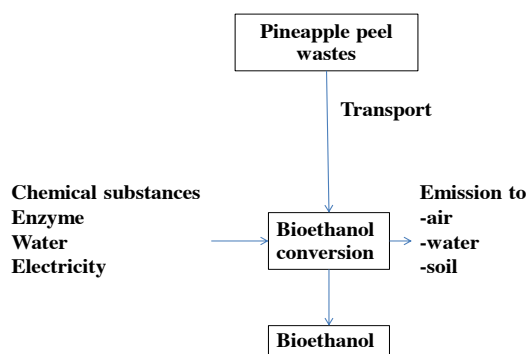 Pineapple peel
wastes
Transport
Chemical substances
Enzyme
Water
Electricity
Bioethanol
conversion
Emission to
-air
-water
-soil
Bioethanol